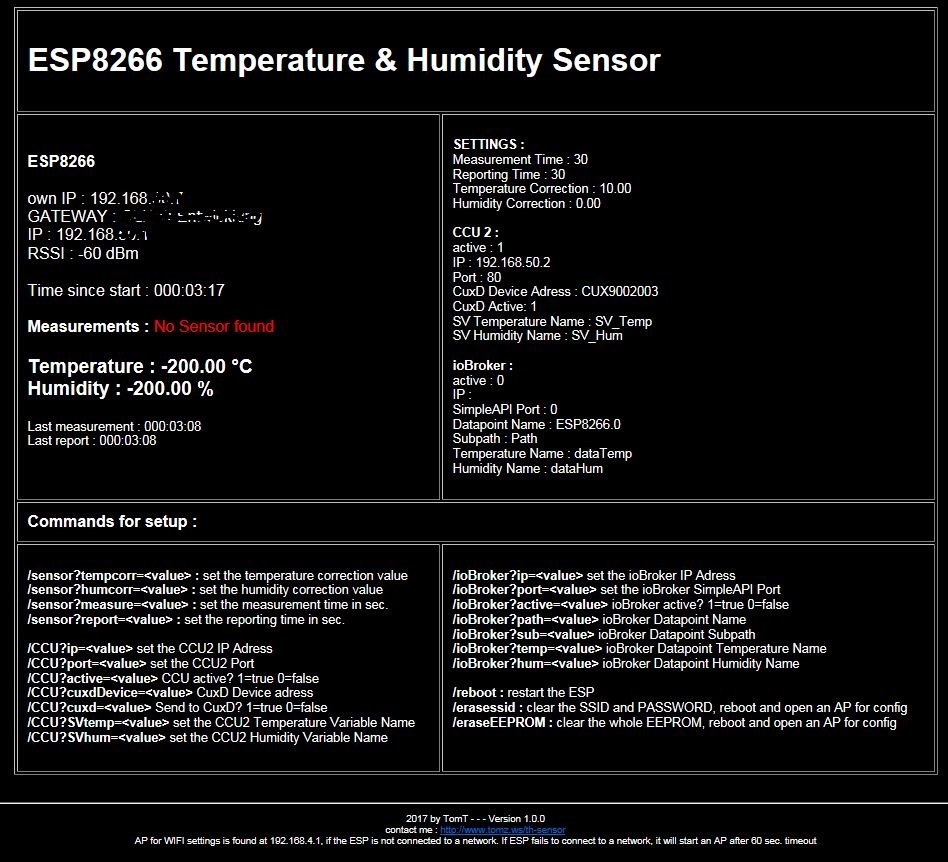 ESP8266 Temperature & Humidity Sensor
ESP8266
own IP : 192.168.
GATEWAY :
IP : 192.168.
RSSI : -60 dBm
Time since start : 000:03:17
Measurements : No Sensor found
Temperature : -200.00 °C
Humidity : -200.00 %
Last measurement : 000:03:08
Last report : 000:03:08
SETTINGS :
Measurement Time : 30
Reporting Time : 30
Temperature Correction : 10.00
Humidity Correction : 0.00
CCU 2 :
active : 1
IP : 192.168.50.2
Port : 80
CuxD Device Adress : CUX9002003
CuxD Active: 1
SV Temperature Name : SV_Temp
SV Humidity Name : SV_Hum
ioBroker :
active : 0
IP :
SimpleAPI Port : 0
Datapoint Name : ESP8266.0
Subpath : Path
Temperature Name : dataTemp
Humidity Name : dataHum
Commands for setup :
/sensor?tempcorr=<value> : set the temperature correction value
/sensor?humcorr=<value> : set the humidity correction value
/sensor?measure=<value> : set the measurement time in sec.
/sensor?report=<value> : set the reporting time in sec.
/CCU?ip=<value> set the CCU2 IP Adress
/CCU?port=<value> set the CCU2 Port
/CCU?active=<value> CCU active? 1=true 0=false
/CCU?cuxdDevice=<value> CuxD Device adress
/CCU?cuxd=<value> Send to CuxD? 1=true 0=false
/CCU?SVtemp=<value> set the CCU2 Temperature Variable Name
/CCU?SVhum=<value> set the CCU2 Humidity Variable Name
/ioBroker?ip=<value> set the ioBroker IP Adress
/ioBroker?port=<value> set the ioBroker SimpleAPI Port
/ioBroker?active=<value> ioBroker active? 1=true 0=false
/ioBroker?path=<value> ioBroker Datapoint Name
/ioBroker?sub=<value> ioBroker Datapoint Subpath
/ioBroker?temp=<value> ioBroker Datapoint Temperature Name
/ioBroker?hum=<value> ioBroker Datapoint Humidity Name
/reboot : restart the ESP
/erasessid : clear the SSID and PASSWORD, reboot and open an AP for config
/eraseEEPROM : clear the whole EEPROM, reboot and open an AP for config
2017 by TomT - - - Version 1.0.0
contact me : http://www.tomz.ws/th-sensor
AP for WIFI settings is found at 192.168.4.1, if the ESP is not connected to a network. If ESP fails to connect to a network, it will start an AP after 60 sec. timeout